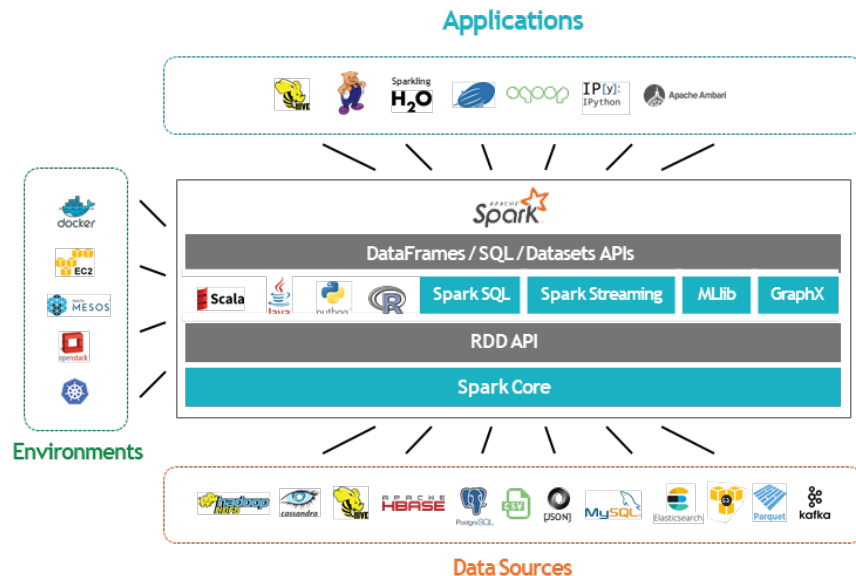 Applications
HIVE
Sparkling
H2O
sqoop
IP[y]:
IPython
Apache Ambari
docker
EC2
MESOS
openstack
Environments
APACHE
Spark
DataFrames / SQL / Datasets APIs
Scala
Java
python
R
Spark SQL
Spark Streaming
MLlib
GraphX
RDD API
Spark Core
hadoop
HDFS
cassandra
HIVE
APACHE
HBASE
PostgreSQL
CSV
{JSON}
MySQL
Elasticsearch
S3
Parquet
kafka
Data Sources